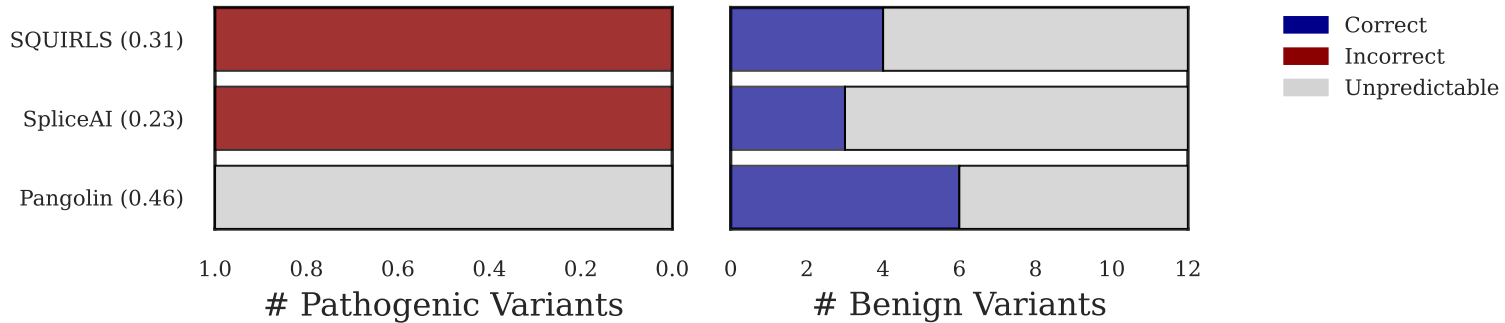 SQUIRLS (0.31)
SpliceAI (0.23)
Pangolin (0.46)
1.0 0.8 0.6 0.4 0.2 0.0
# Pathogenic Variants
0 2 4 6 8 10 12
# Benign Variants
Correct
Incorrect
Unpredictable